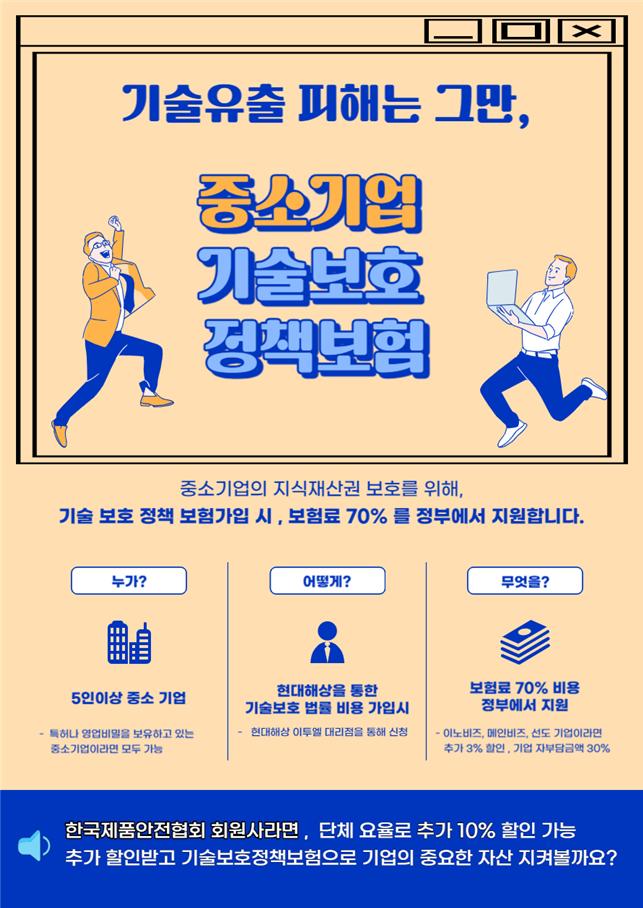 기술유출 피해는 그만,
중소기업
기술보호
정책보험
중소기업의 지식재산권 보호를 위해,
기술 보호 정책 보험가입 시 , 보험료 70% 를 정부에서 지원합니다.
누가?
5인이상 중소 기업
- 특허나 영업비밀을 보유하고 있는
중소기업이라면 모두 가능
어떻게?
현대해상을 통한
기술보호 법률 비용 가입시
- 현대해상 이투엘 대리점을 통해 신청
무엇을?
보험료 70% 비용
정부에서 지원
- 이노비즈, 메인비즈, 선도 기업이라면
추가 3% 할인 , 기업 자부담금액 30%
한국제품안전협회 회원사라면 , 단체 요율로 추가 10% 할인 가능
추가 할인받고 기술보호정책보험으로 기업의 중요한 자산 지켜볼까요?